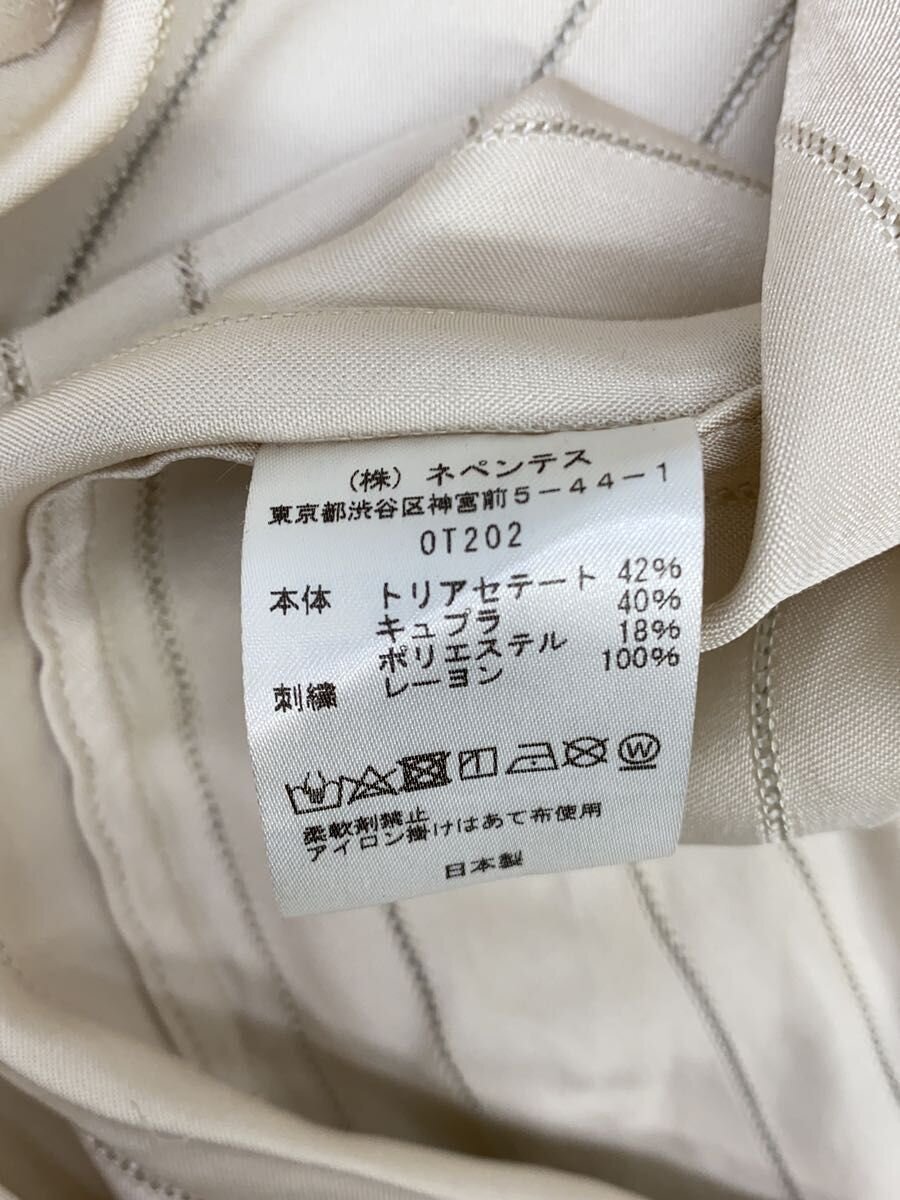 （株）ネペンテス
東京都渋谷区神宮前５－４４－１
OT202
本体 トリアセテート 42%
キュプラ 40%
ポリエステル 18%
刺繍 レーヨン 100%
W
柔軟剤禁止
アイロン掛けはあて布使用
日本製